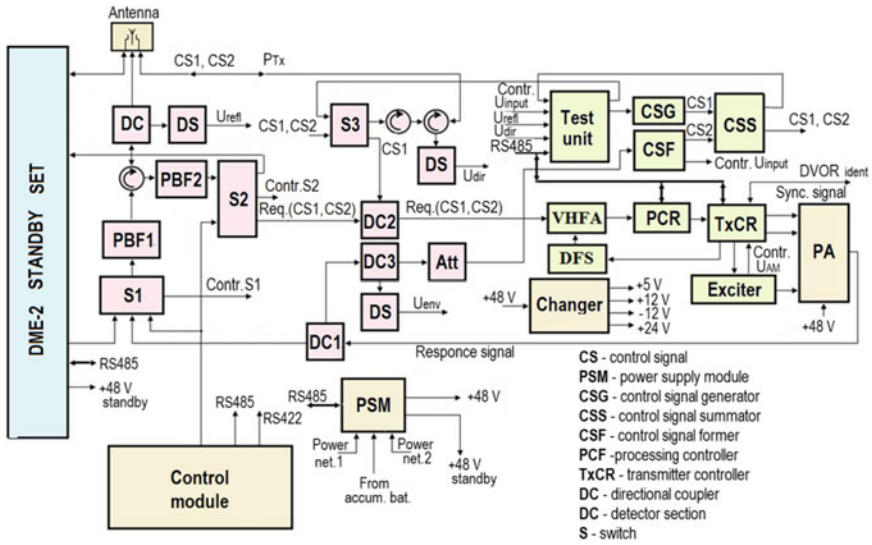 Antenna
CS1, CS2
PTx
DME-2 STANDBY SET
DC
DS
Urefl
PBF2
S2
Contr.S2
Req.(CS1,CS2)
PBF1
S1
Contr.S1
RS485
+48 V
standby
CS1, CS2
S3
CS1
DS
Udir
DC2
Req.(CS1,CS2)
DC3
Att
DS
Uenv
DC1
Responce signal
Contr.
Uinput
Urefl
Udir
RS485
Test
unit
CSG
CS1
CS2
CSF
CSS
CS1, CS2
Contr. Uinput
DVOR ident
Sync. signal
VHFA
PCR
TxCR
DFS
Contr.
UAM
Exciter
PA
+48 V
+48 V
Changer
+5 V
+12 V
-12 V
+24 V
Control
module
RS485
RS422
RS485
PSM
+48 V
+48 V
standby
Power
net.1
Power
net.2
From
accum. bat.
CS - control signal
PSM - power supply module
CSG - control signal generator
CSS - control signal summator
CSF - control signal former
PCF -processing controller
TxCR - transmitter controller
DC - directional coupler
DC - detector section
S - switch